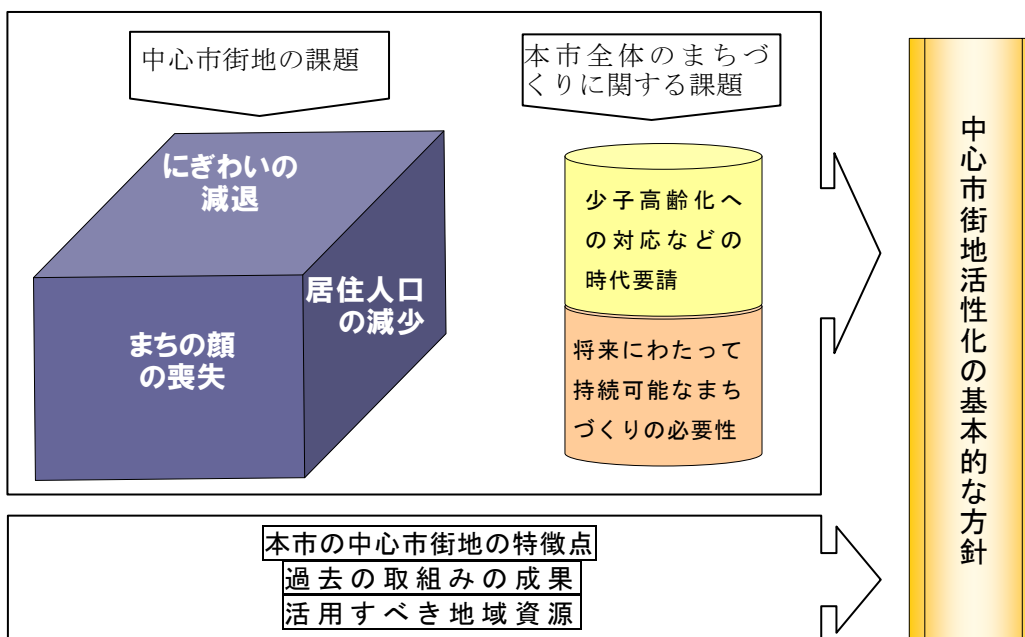 中心市街地の課題
にぎわいの
減退
居住人口
の減少
まちの顔
の喪失
本市全体のまちづ
くりに関する課題
少子高齢化へ
の対応などの
時代要請
将来にわたって
持続可能なまち
づくりの必要性
本市の中心市街地の特徴点
過去の取組みの成果
活用すべき地域資源
中心市街地活性化の基本的な方針